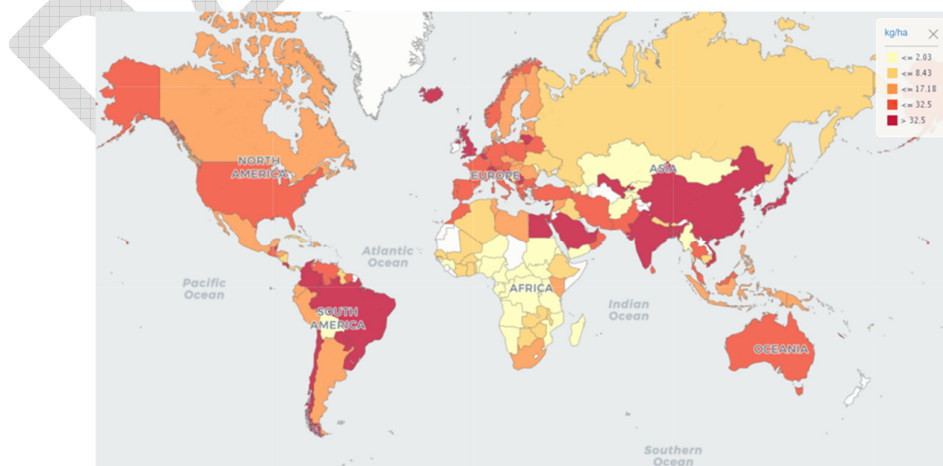 kg/ha
<= 2.03
<= 8.43
<= 17.18
<= 32.5
> 32.5
NORTH
AMERICA
EUROPE
ASIA
Atlantic
Ocean
Pacific
Ocean
AFRICA
SOUTH
AMERICA
Indian
Ocean
OCEANIA
Southern
Ocean